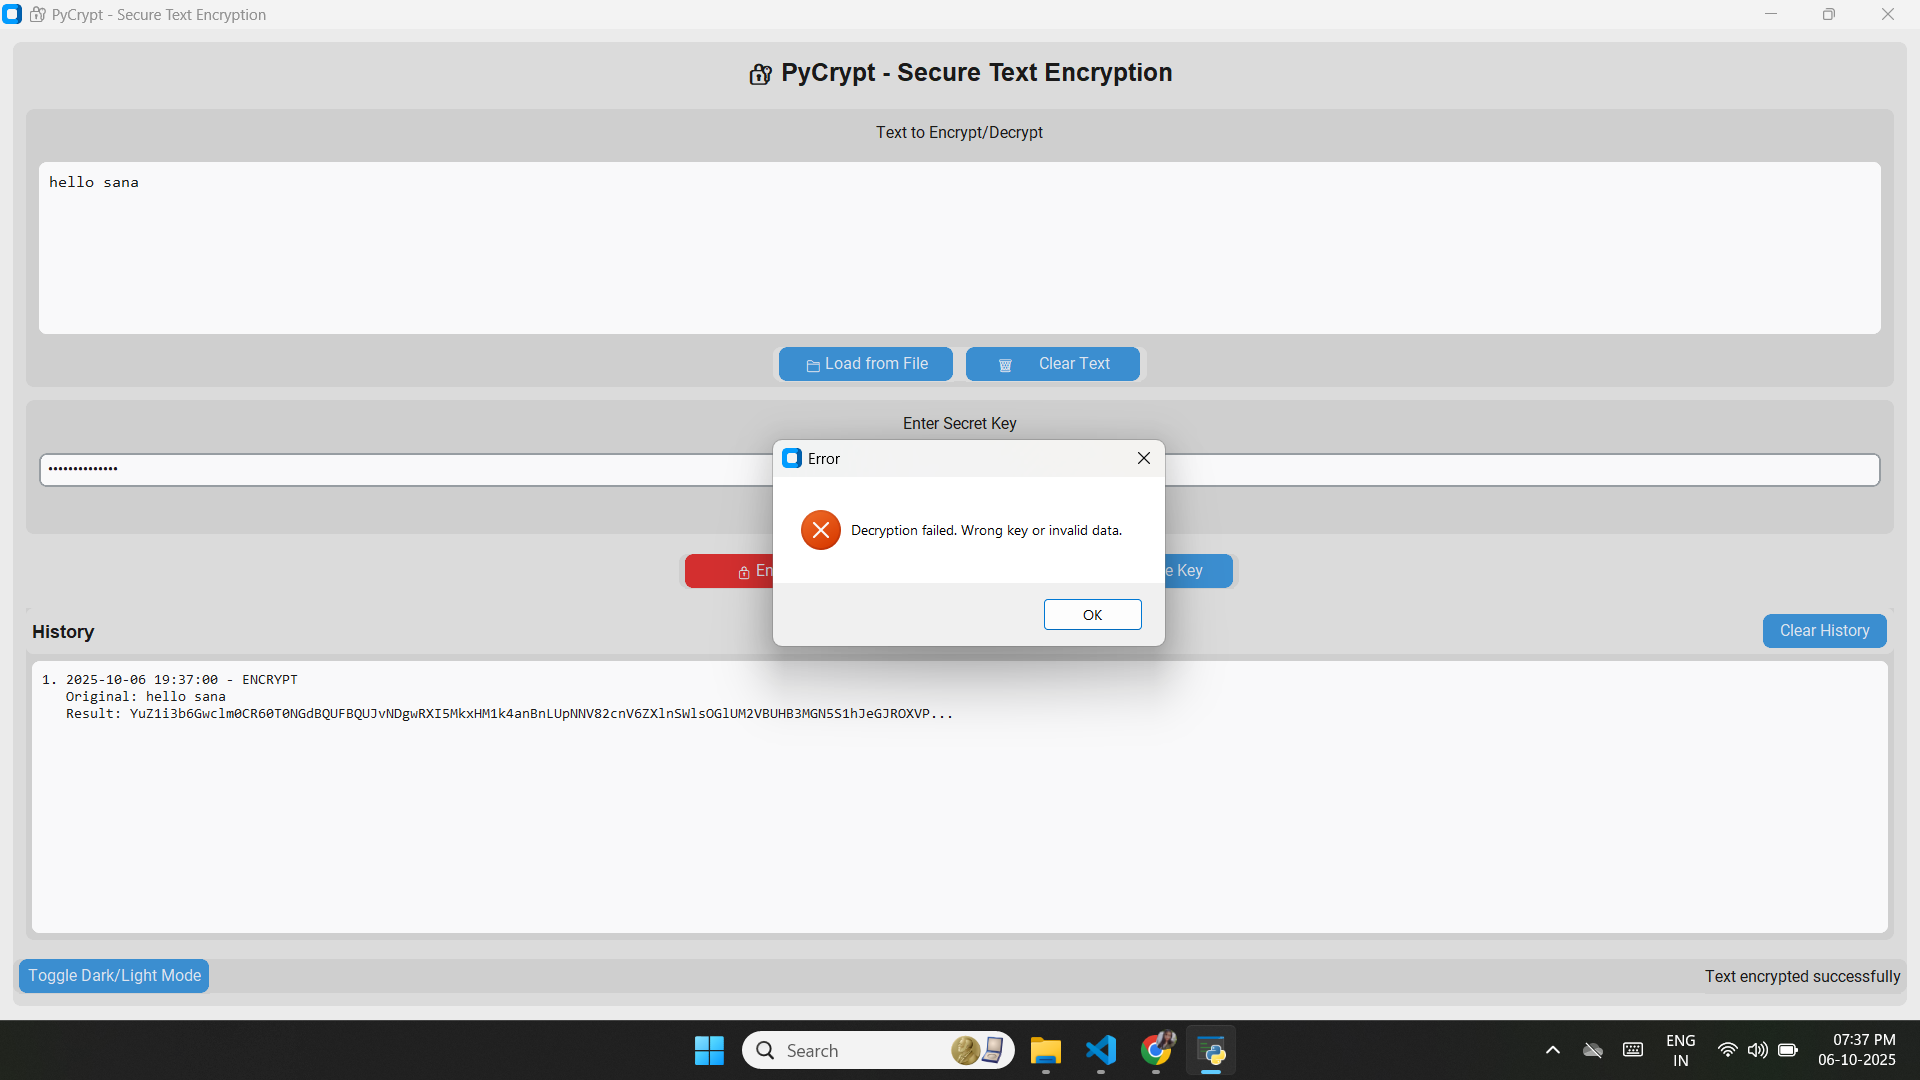 PyCrypt - Secure Text Encryption
PyCrypt - Secure Text Encryption
Text to Encrypt/Decrypt
hello sana
Load from File
Clear Text
Enter Secret Key
••••••••••••••
Error
Decryption failed. Wrong key or invalid data.
OK
En
e Key
History
Clear History
1. 2025-10-06 19:37:00 - ENCRYPT
Original: hello sana
Result: YuZ1i3b6Gwclm0CR60T0NGdBQUFBQUJvNDgwRXI5MkxHM1k4anBnLUpNNV82cnV6ZXlnSWlsOGlUM2VBUHB3MGN5S1hJeGJROXVP...
Toggle Dark/Light Mode
Text encrypted successfully
Search
ENG
IN
07:37 PM
06-10-2025